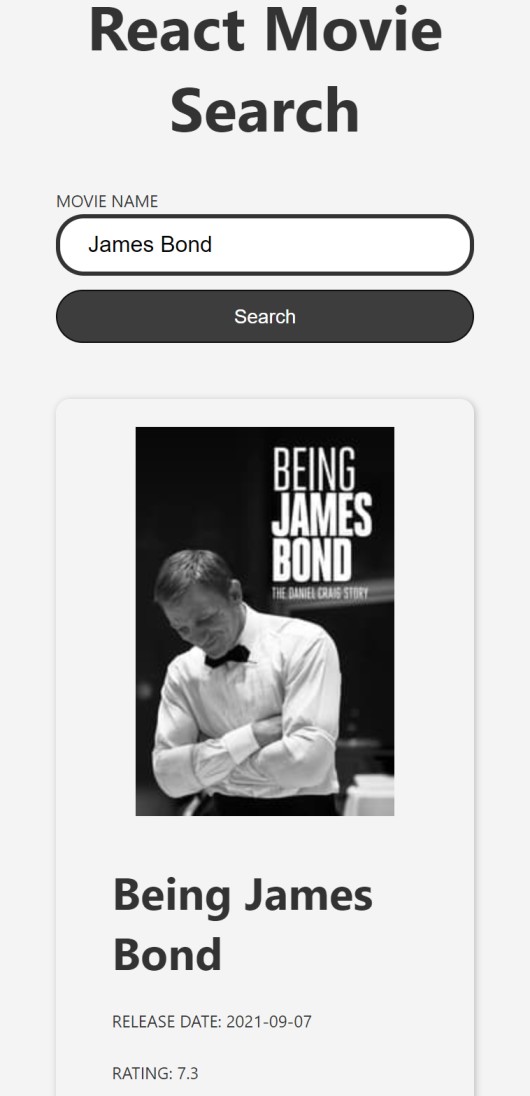 React Movie
Search
MOVIE NAME
James Bond
Search
BEING
JAMES
BOND
THE DANIEL CRAIG STORY
Being James
Bond
RELEASE DATE: 2021-09-07
RATING: 7.3